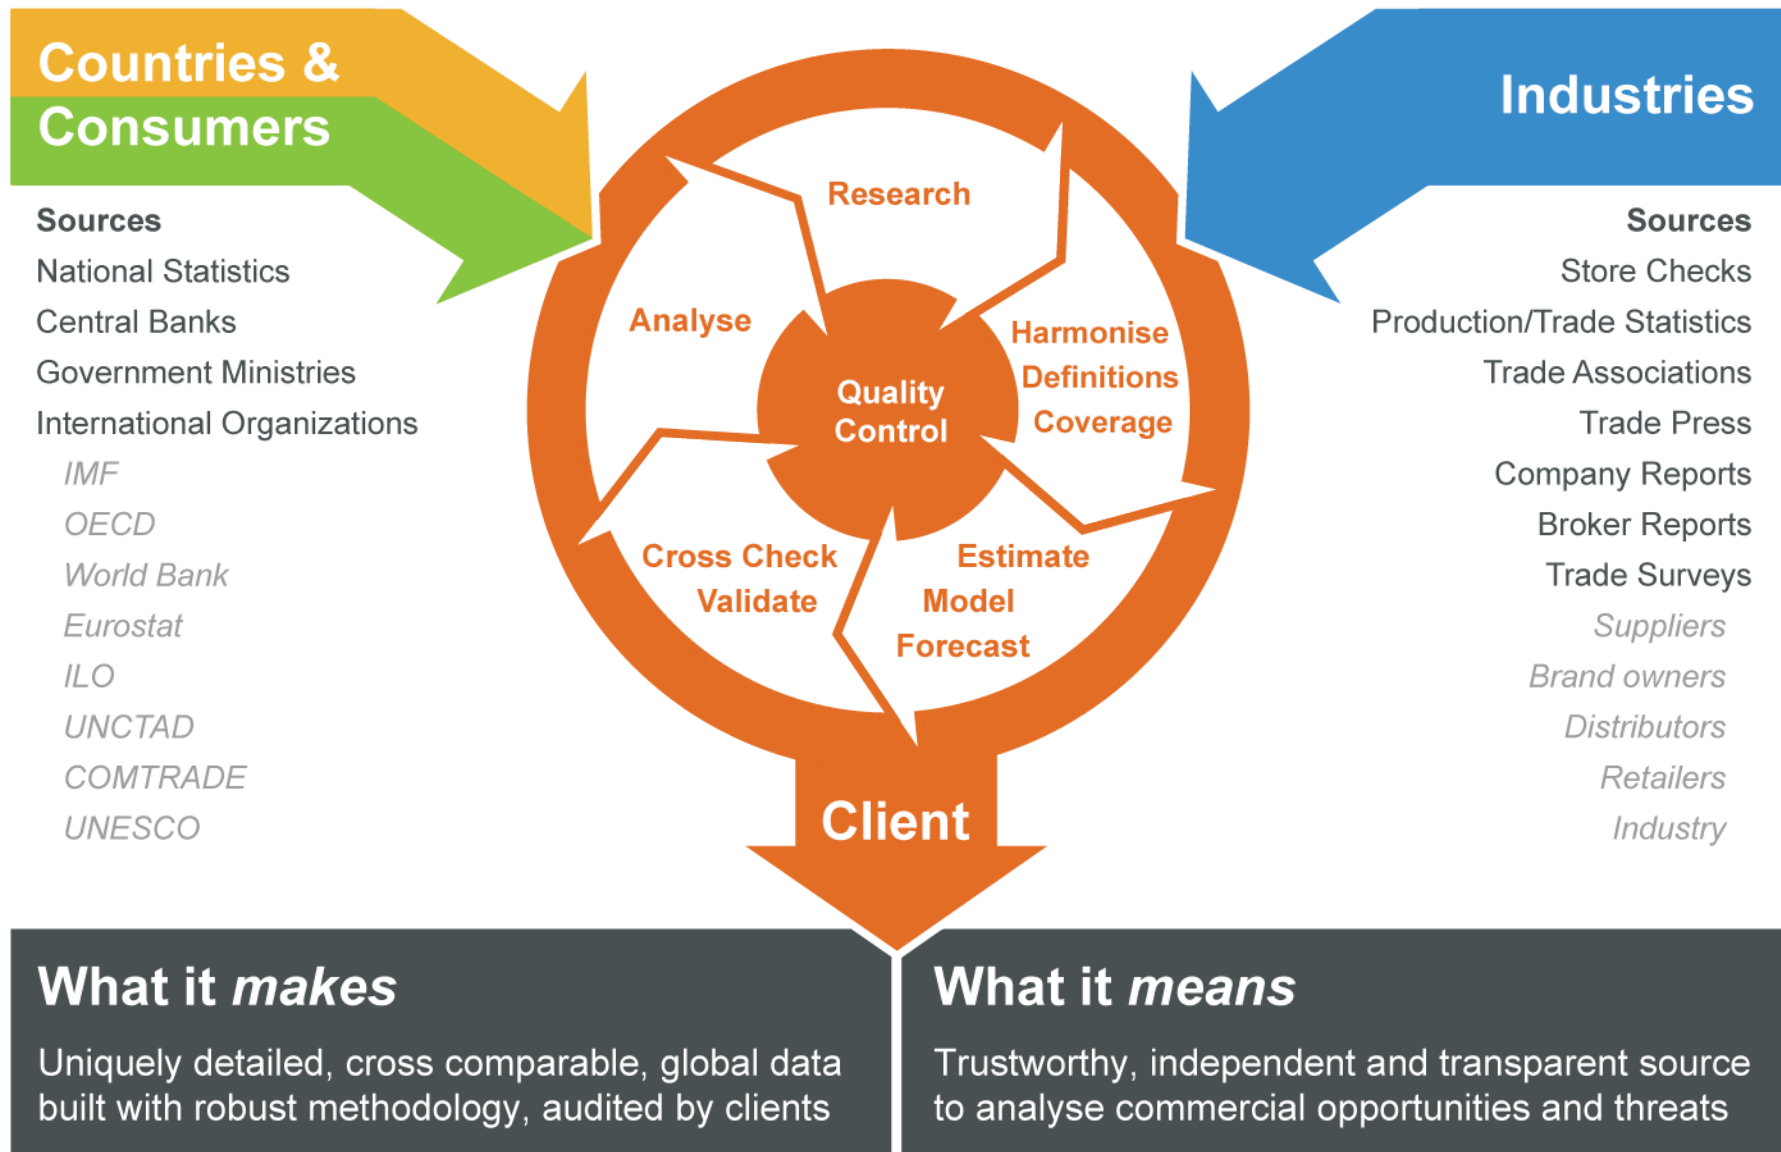 Countries &
Consumers
Sources
National Statistics
Central Banks
Government Ministries
International Organizations
IMF
OECD
World Bank
Eurostat
ILO
UNCTAD
COMTRADE
UNESCO
Research
Analyse
Harmonise
Definitions
Coverage
Quality
Control
Cross Check
Validate
Estimate
Model
Forecast
Client
Industries
Sources
Store Checks
Production/Trade Statistics
Trade Associations
Trade Press
Company Reports
Broker Reports
Trade Surveys
Suppliers
Brand owners
Distributors
Retailers
Industry
What it makes
Uniquely detailed, cross comparable, global data
built with robust methodology, audited by clients
What it means
Trustworthy, independent and transparent source
to analyse commercial opportunities and threats